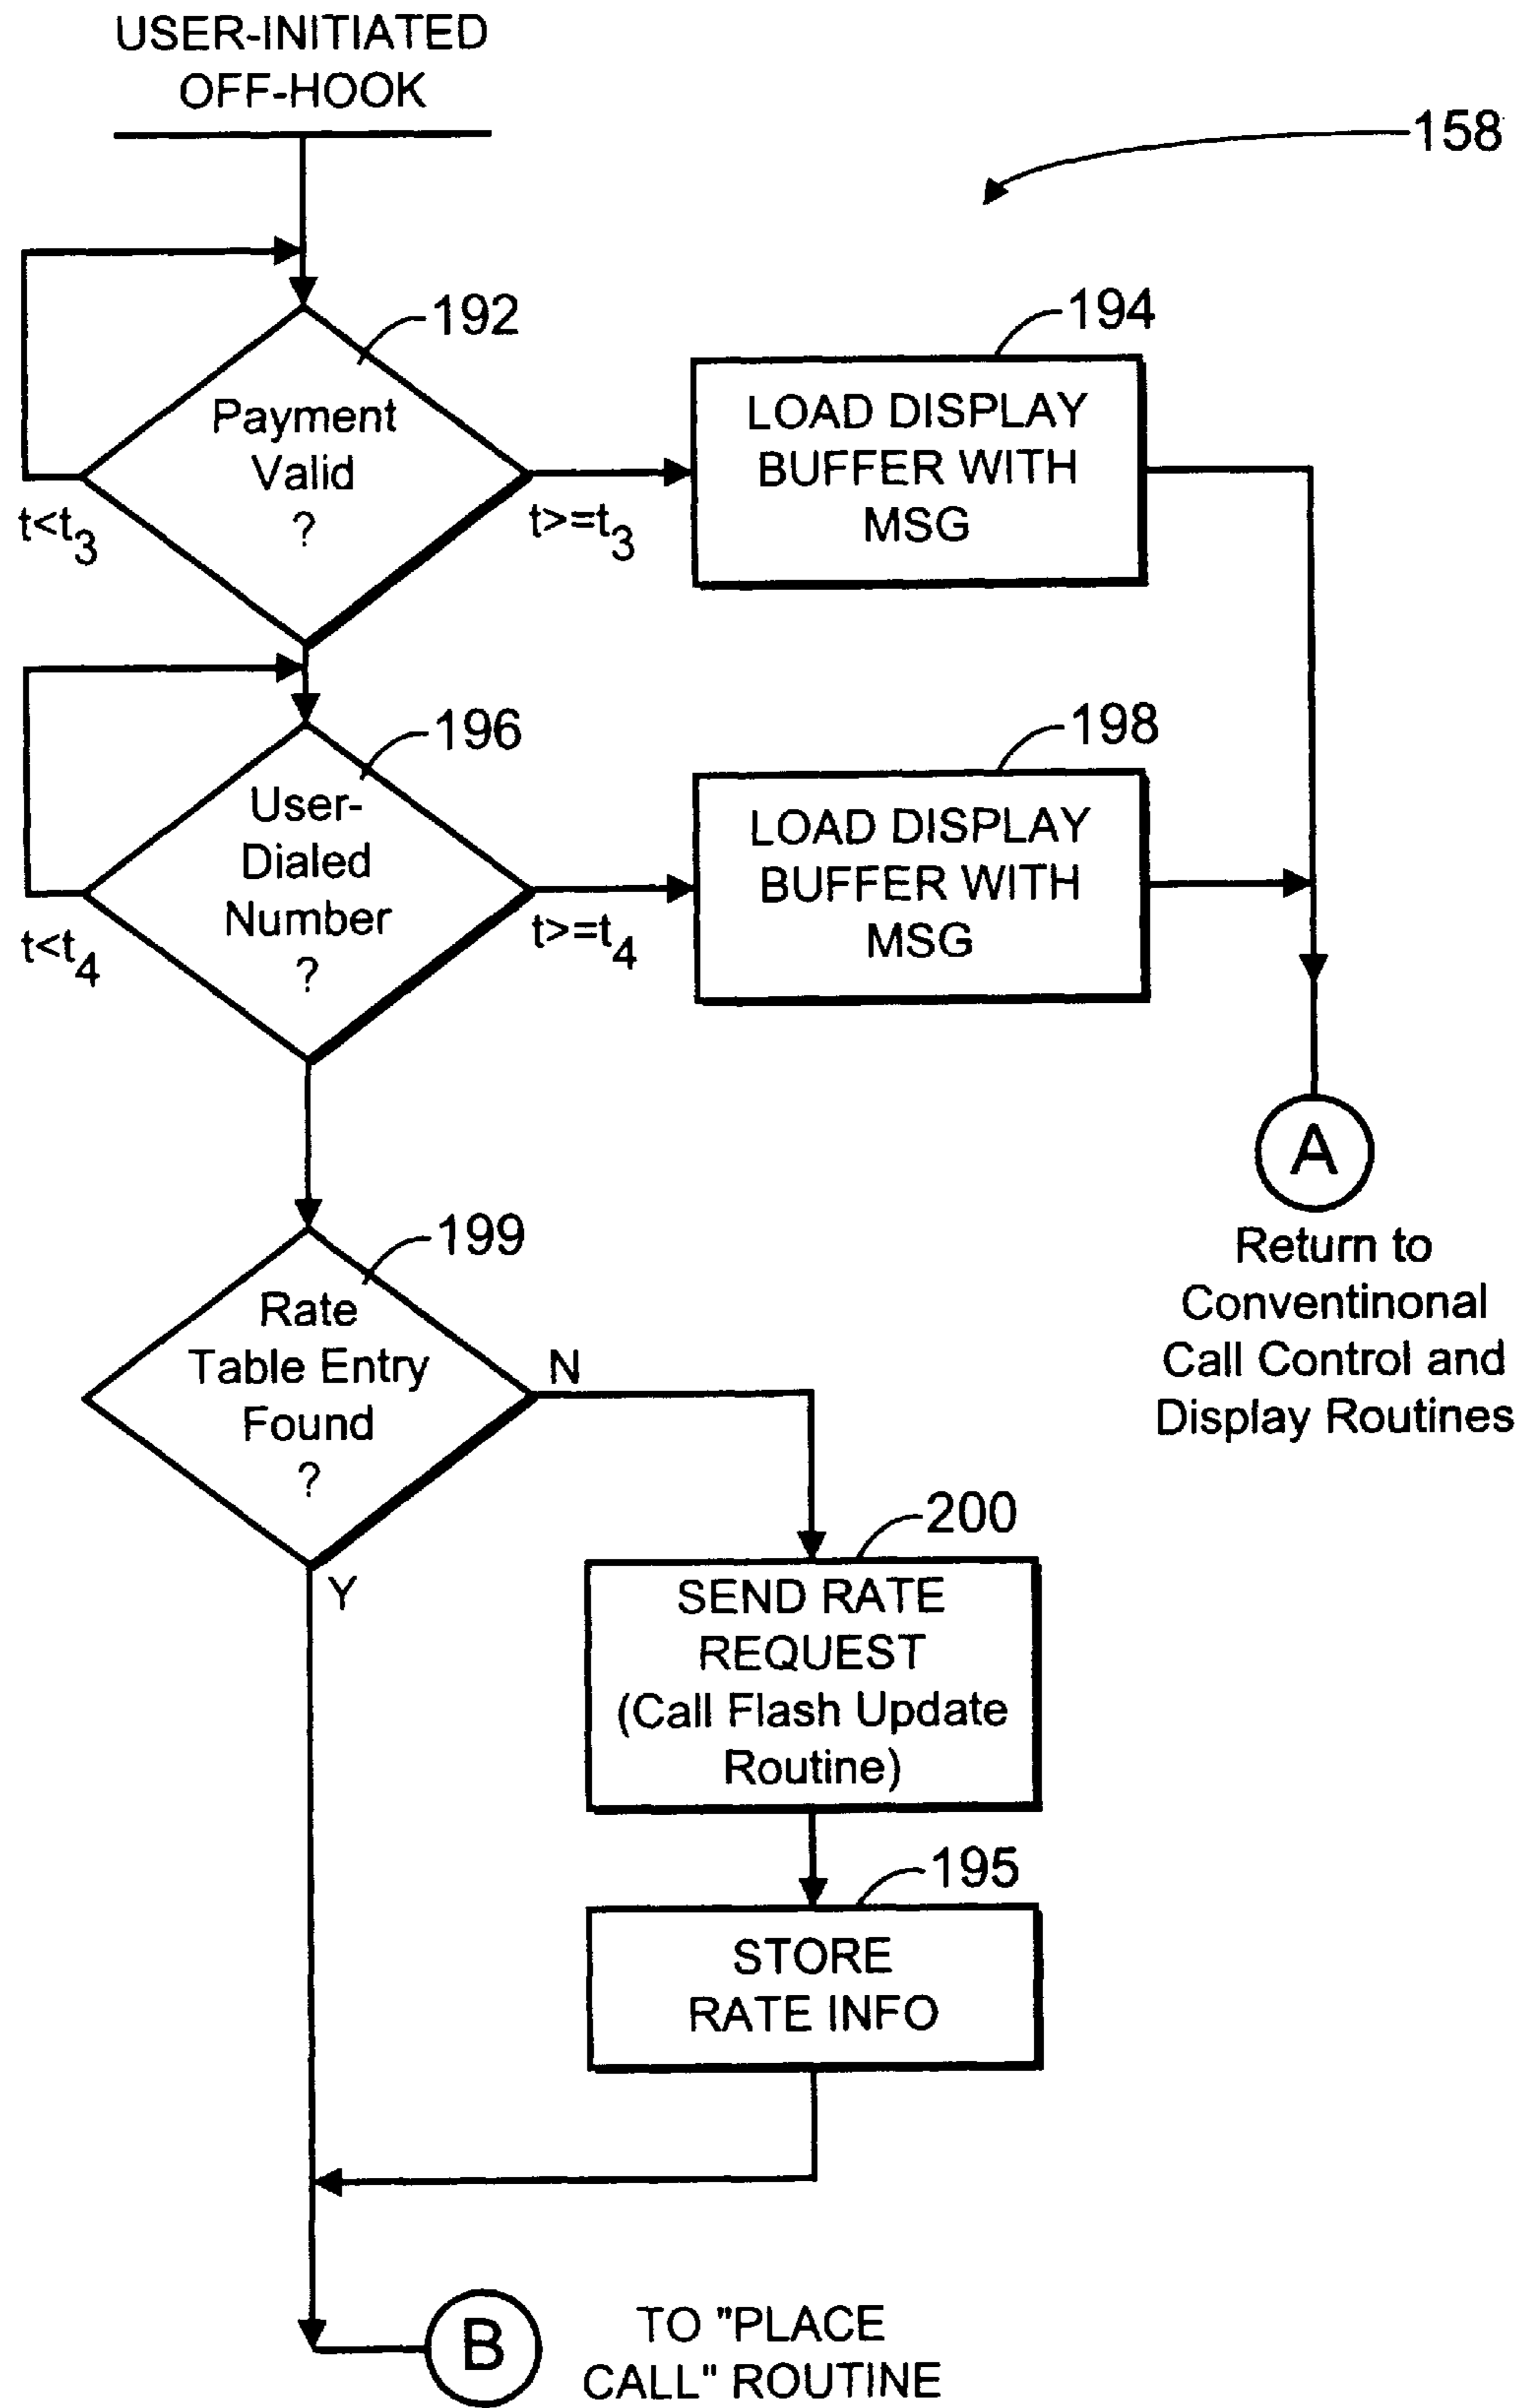 USER-INITIATED
OFF-HOOK
158
192
Payment
Valid
?
t<t3
t>=t3
194
LOAD DISPLAY
BUFFER WITH
MSG
196
User-
Dialed
Number
?
t<t4
t>=t4
198
LOAD DISPLAY
BUFFER WITH
MSG
A
Return to
Conventinonal
Call Control and
Display Routines
199
Rate
Table Entry
Found
?
N
Y
200
SEND RATE
REQUEST
(Call Flash Update
Routine)
195
STORE
RATE INFO
B
TO "PLACE
CALL" ROUTINE